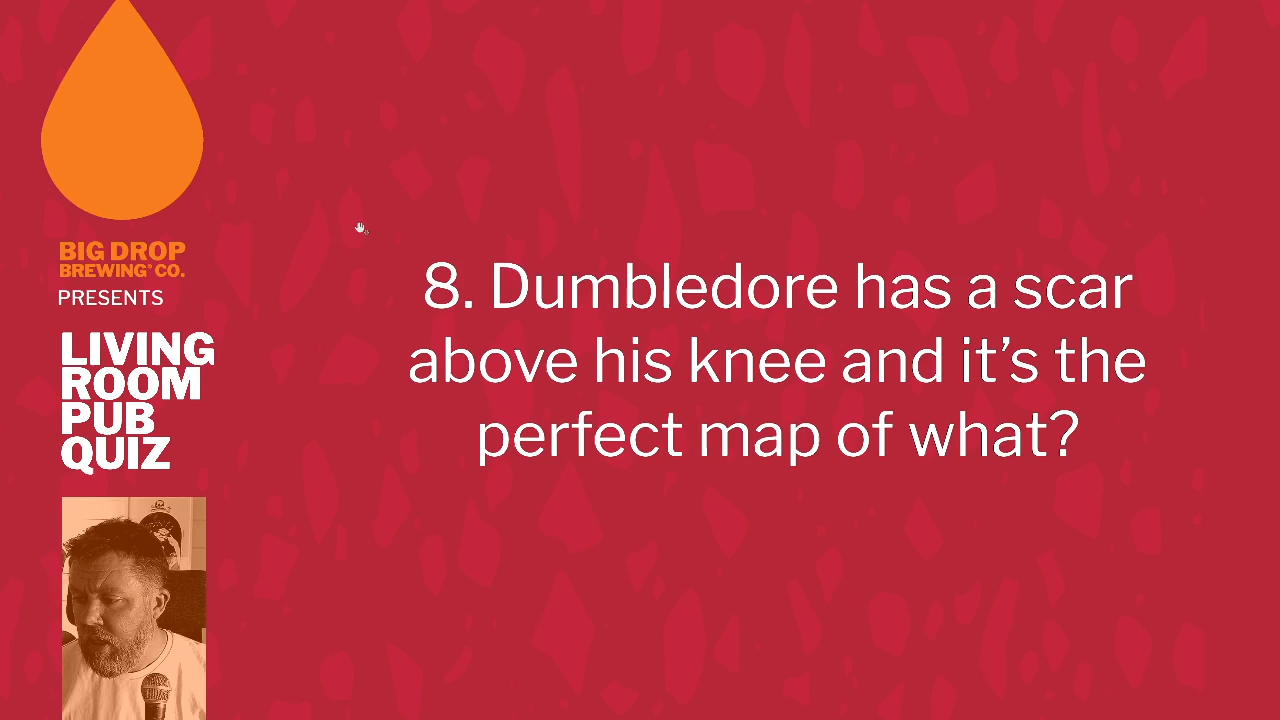 BIG DROP
BREWING® CO.
PRESENTS
LIVING
ROOM
PUB
QUIZ
8. Dumbledore has a scar
above his knee and it’s the
perfect map of what?